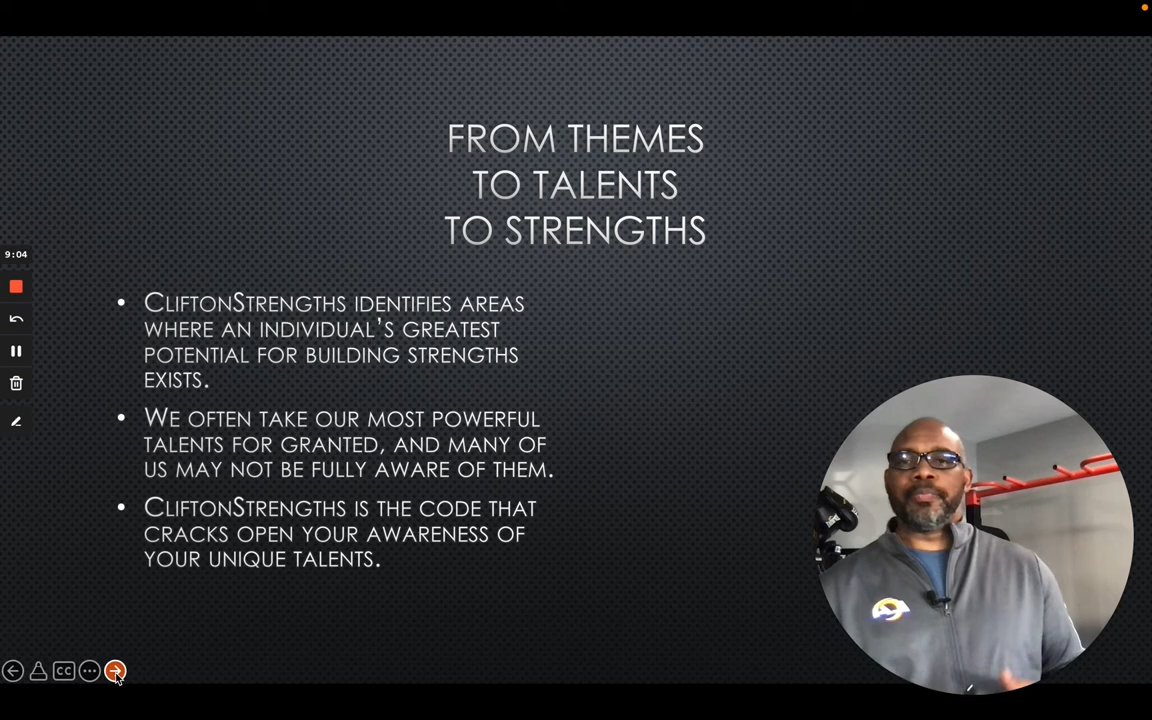 FROM THEMES
TO TALENTS
TO STRENGTHS
9:04
• CLIFTONSTRENGTHS IDENTIFIES AREAS
WHERE AN INDIVIDUAL'S GREATEST
POTENTIAL FOR BUILDING STRENGTHS
EXISTS.
• WE OFTEN TAKE OUR MOST POWERFUL
TALENTS FOR GRANTED, AND MANY OF
US MAY NOT BE FULLY AWARE OF THEM.
• CLIFTONSTRENGTHS IS THE CODE THAT
CRACKS OPEN YOUR AWARENESS OF
YOUR UNIQUE TALENTS.
CC